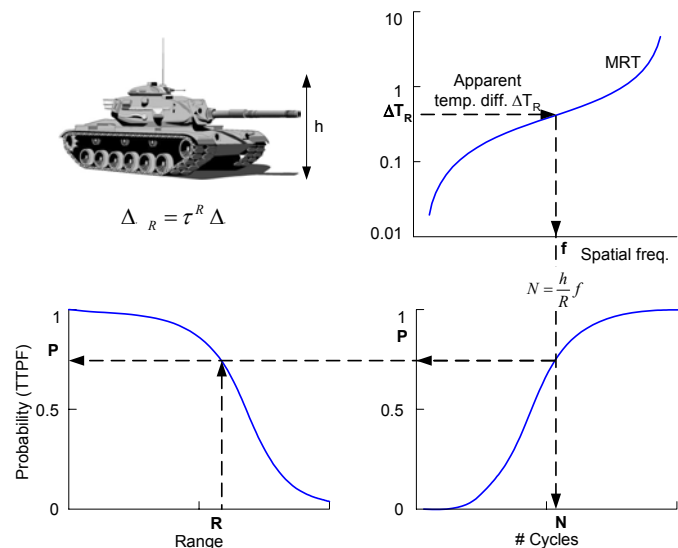 h
Δ R = τ^R Δ
10
1
ΔT_R
0.1
0.01
MRT
Apparent
temp. diff. ΔT_R
f
Spatial freq.
N = h/R f
1
P
0.5
0
Probability (TTPF)
R
Range
1
P
0.5
0
N
# Cycles